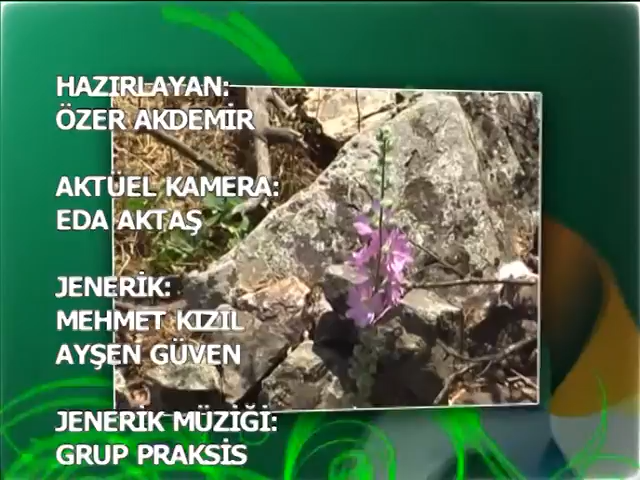 HAZIRLAYAN:
ÖZER AKDEMİR
AKTÜEL KAMERA:
EDA AKTAŞ
JENERİK:
MEHMET KIZIL
AYŞEN GÜVEN
JENERİK MÜZİĞİ:
GRUP PRAKSİS